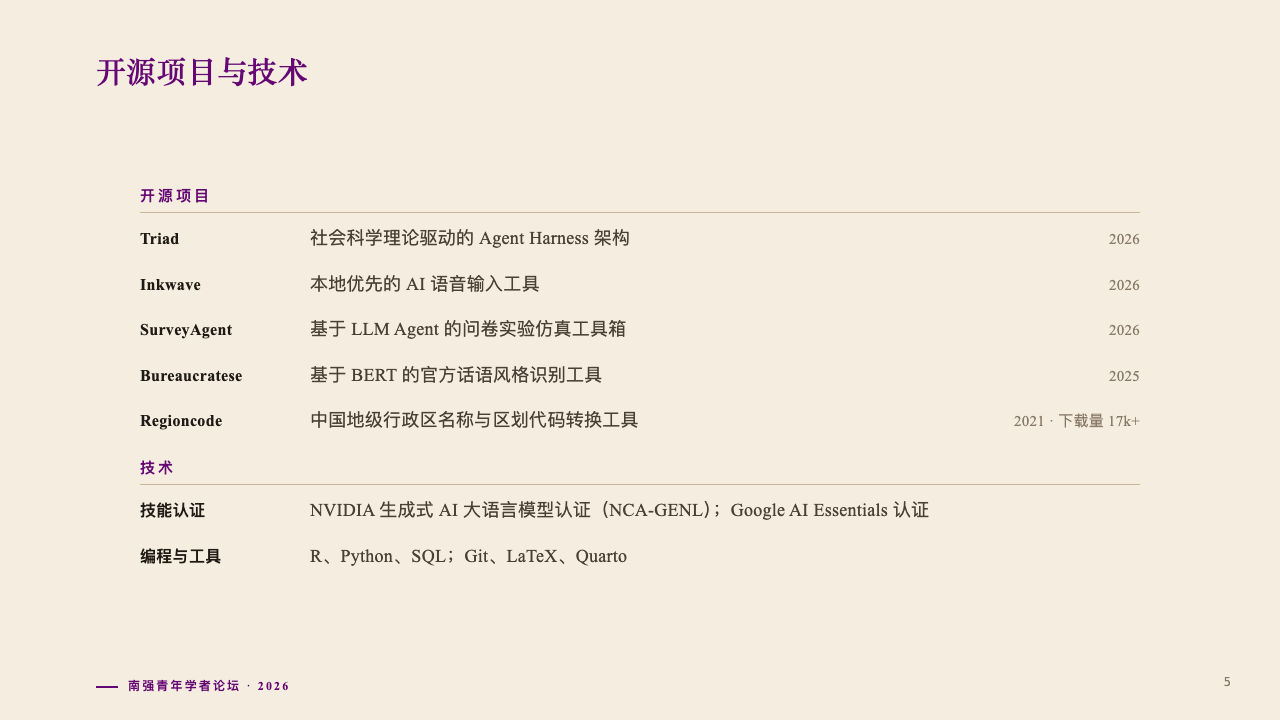 开源项目与技术
开源项目
Triad 社会科学理论驱动的 Agent Harness 架构 2026
Inkwave 本地优先的 AI 语音输入工具 2026
SurveyAgent 基于 LLM Agent 的问卷实验仿真工具箱 2026
Bureaucratese 基于 BERT 的官方话语风格识别工具 2025
Regioncode 中国地级行政区名称与区划代码转换工具 2021 · 下载量 17k+
技术
技能认证 NVIDIA 生成式 AI 大语言模型认证（NCA-GENL）；Google AI Essentials 认证
编程与工具 R、Python、SQL；Git、LaTeX、Quarto
南强青年学者论坛 · 2026
5